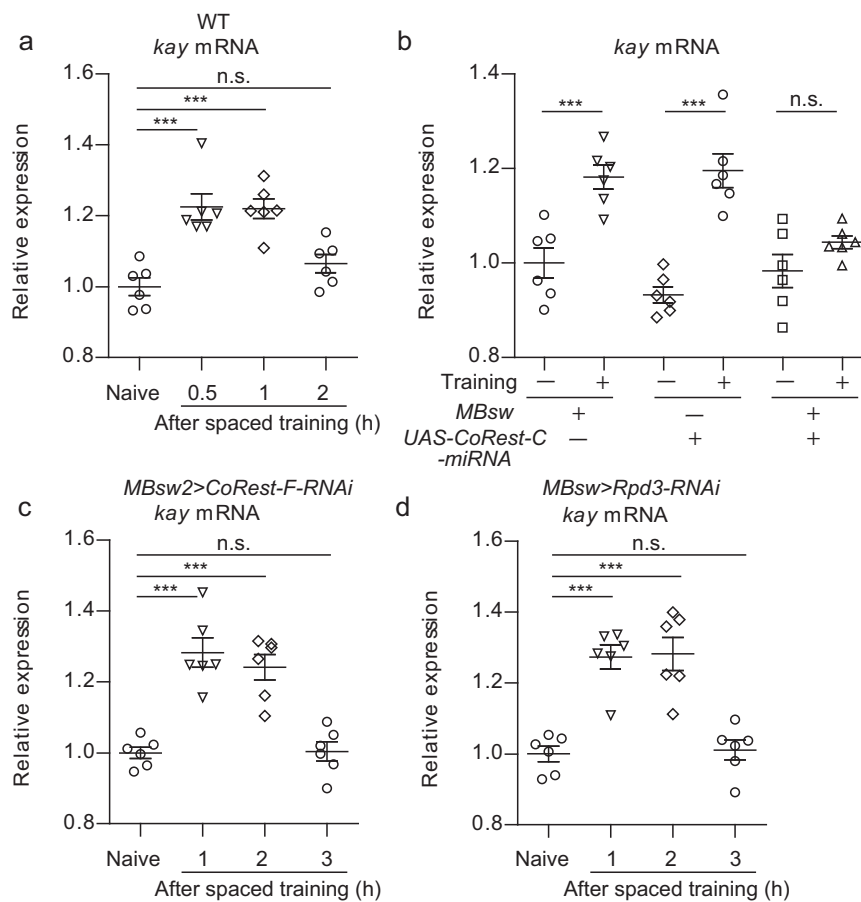 a
WT
kay mRNA
Relative expression
1.6
1.4
1.2
1.0
0.8
n.s.
***
***
Naive
0.5
1
2
After spaced training (h)
b
kay mRNA
Relative expression
1.4
1.2
1.0
0.8
***
***
n.s.
Training — + — + — +
MBsw + — +
UAS-CoRest-C — + +
-miRNA
c
MBsw2>CoRest-F-RNAi
kay mRNA
Relative expression
1.6
1.4
1.2
1.0
0.8
n.s.
***
***
Naive
1
2
3
After spaced training (h)
d
MBsw>Rpd3-RNAi
kay mRNA
Relative expression
1.6
1.4
1.2
1.0
0.8
n.s.
***
***
Naive
1
2
3
After spaced training (h)